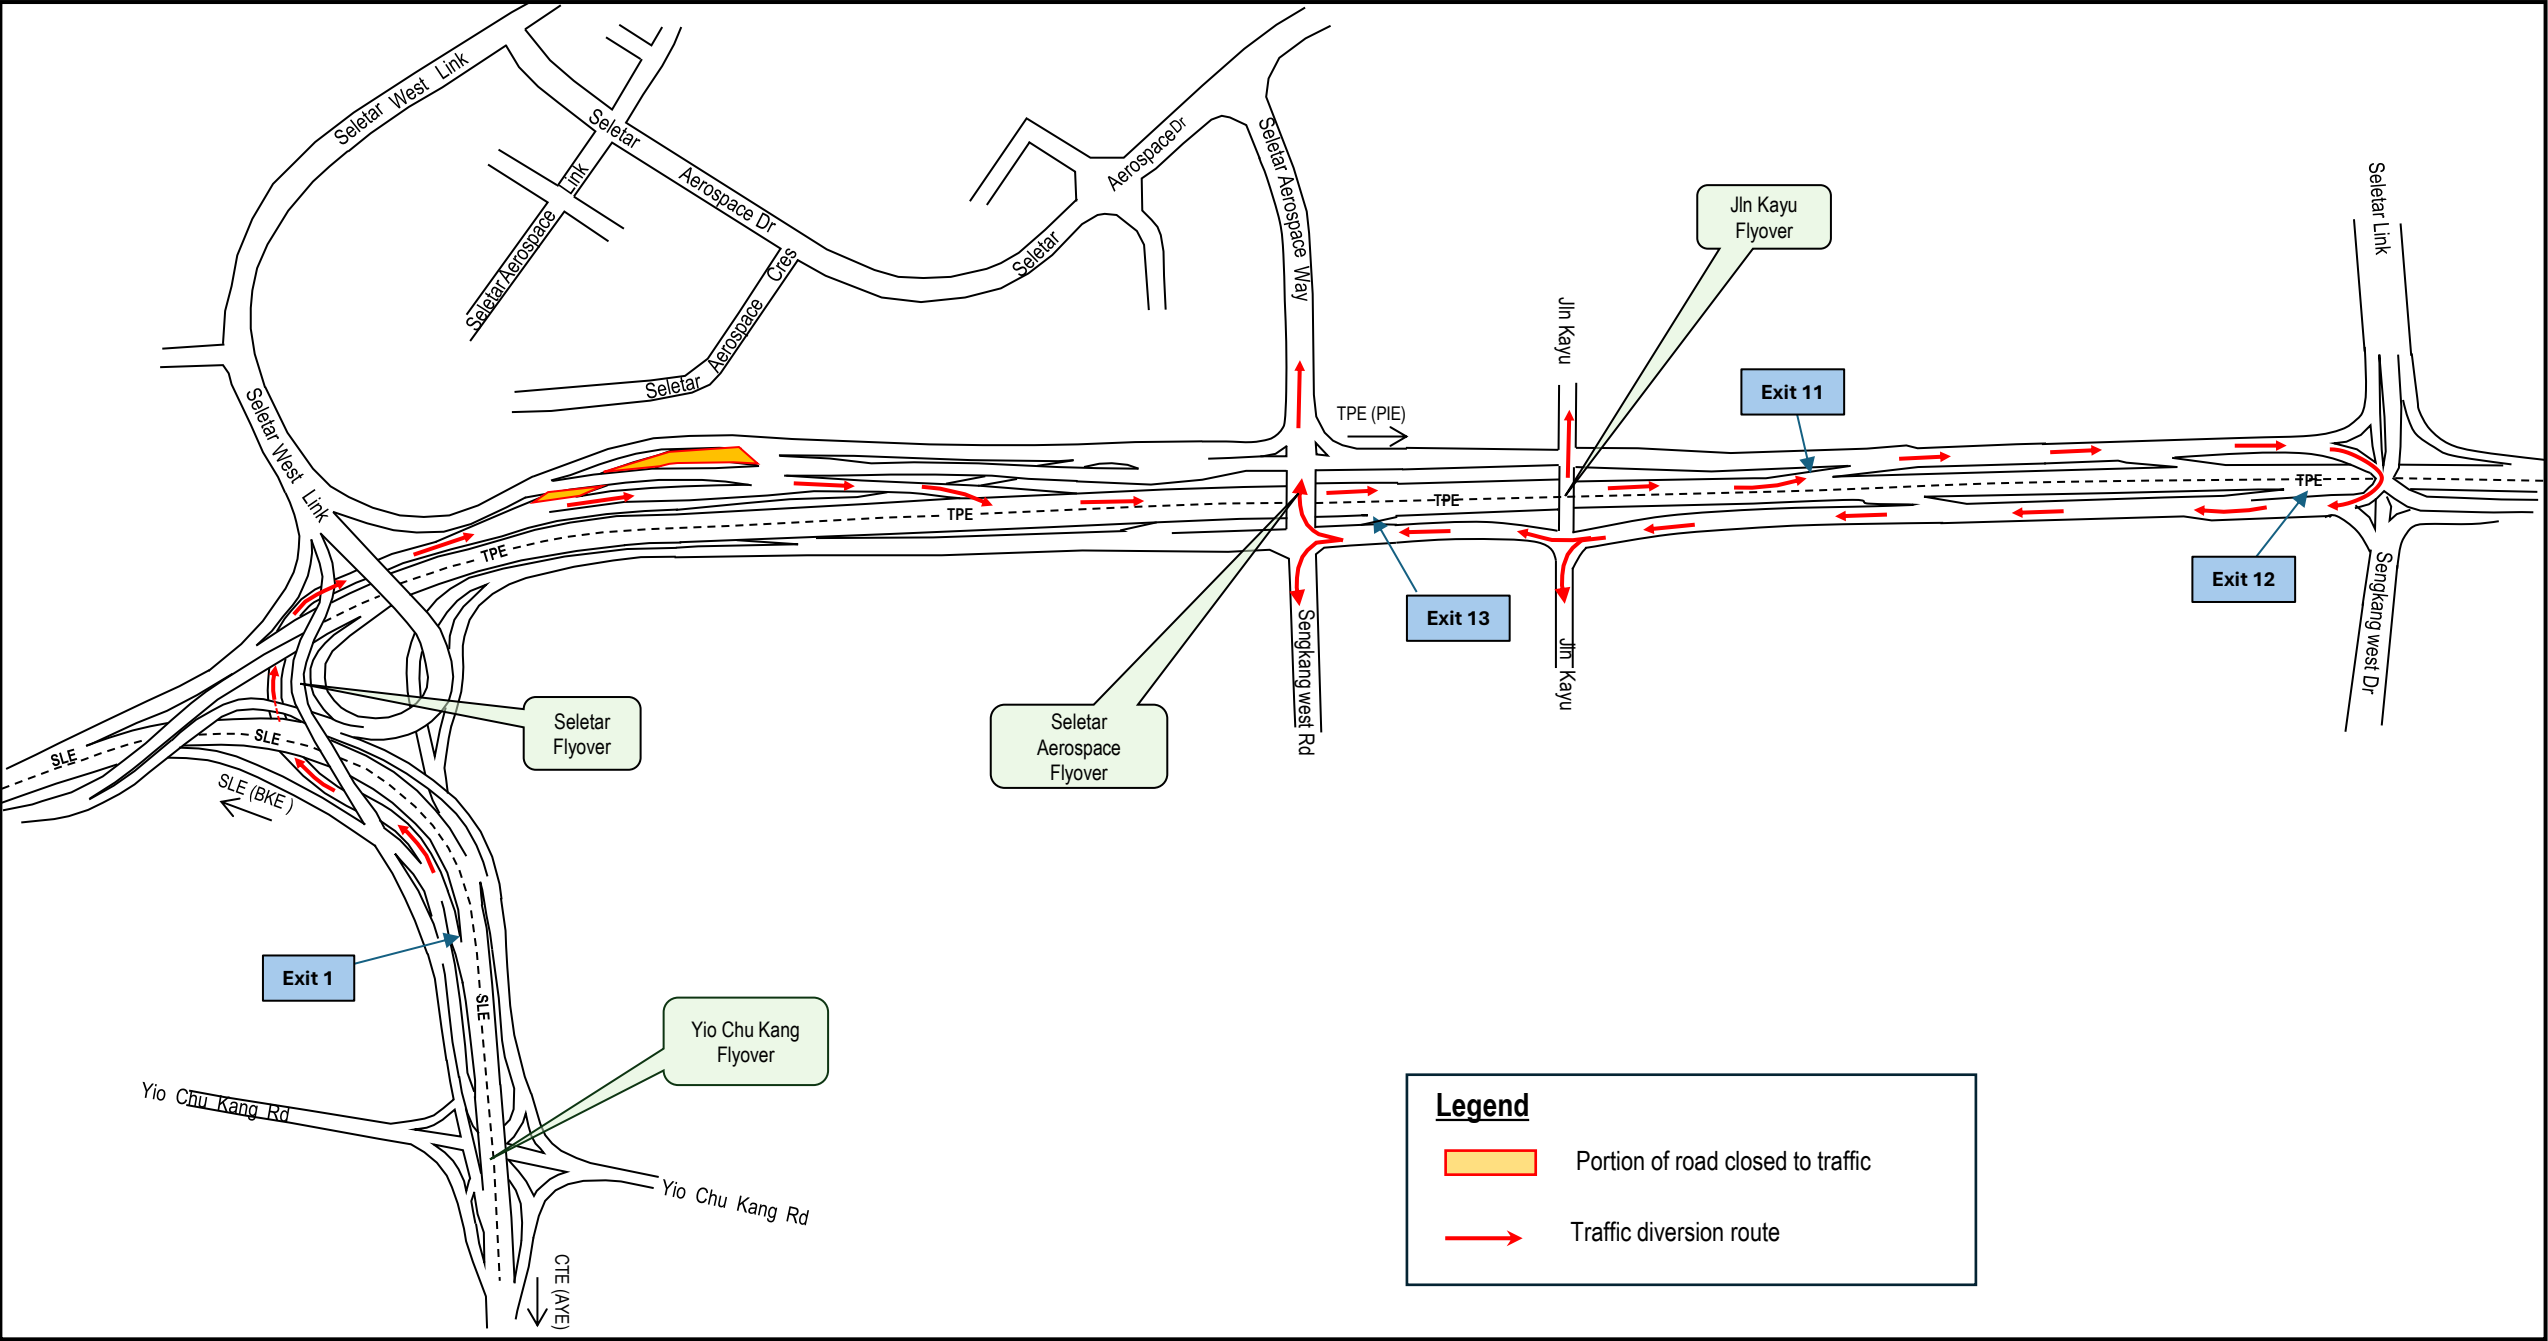 Seletar West Link
Seletar
Aerospace Dr
Link
Seletar Aerospace
Seletar
Aerospace
Cres
Seletar
Aerospace Dr
Seletar Aerospace Way
Seletar West Link
Jln Kayu
Flyover
Jln Kayu
Seletar Link
Exit 11
TPE (PIE)
TPE
TPE
TPE
TPE
Exit 12
Exit 13
Sengkang west Rd
Jln Kayu
Sengkang west Dr
Seletar
Flyover
Seletar
Aerospace
Flyover
SLE
SLE
SLE (BKE )
Exit 1
SLE
Yio Chu Kang
Flyover
Yio Chu Kang Rd
Yio Chu Kang Rd
CTE (AYE)
Legend
Portion of road closed to traffic
Traffic diversion route